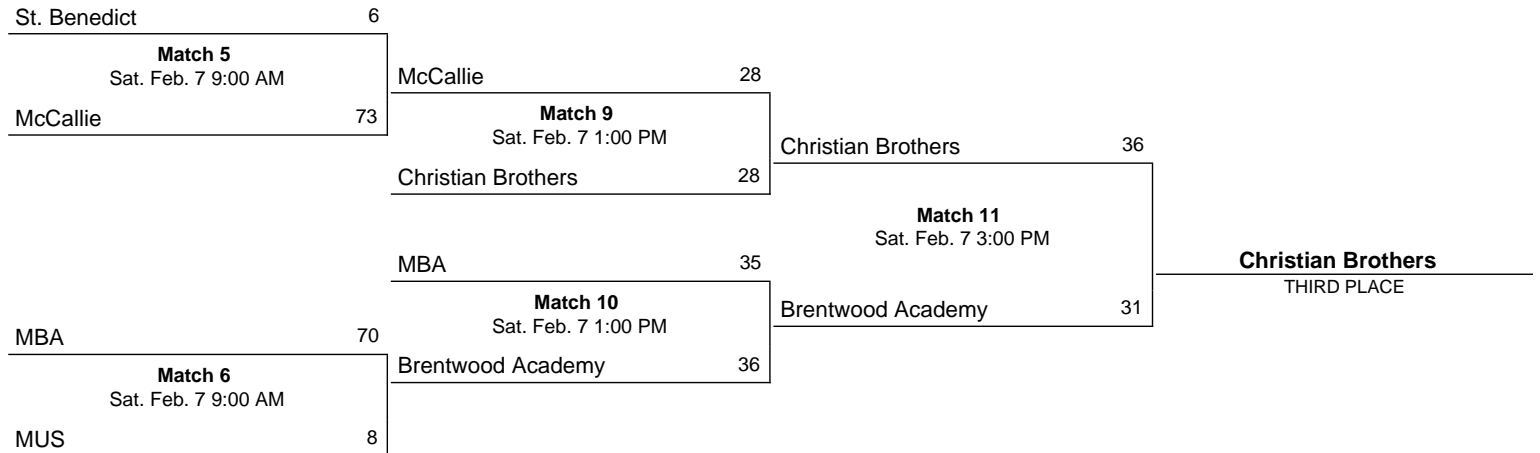 St. Benedict 6
Match 5
Sat. Feb. 7 9:00 AM
McCallie 73
McCallie 28
Match 9
Sat. Feb. 7 1:00 PM
Christian Brothers 28
Christian Brothers 36
Match 11
Sat. Feb. 7 3:00 PM
Brentwood Academy 31
Christian Brothers
THIRD PLACE
MBA 35
Match 10
Sat. Feb. 7 1:00 PM
Brentwood Academy 36
MBA 70
Match 6
Sat. Feb. 7 9:00 AM
MUS 8